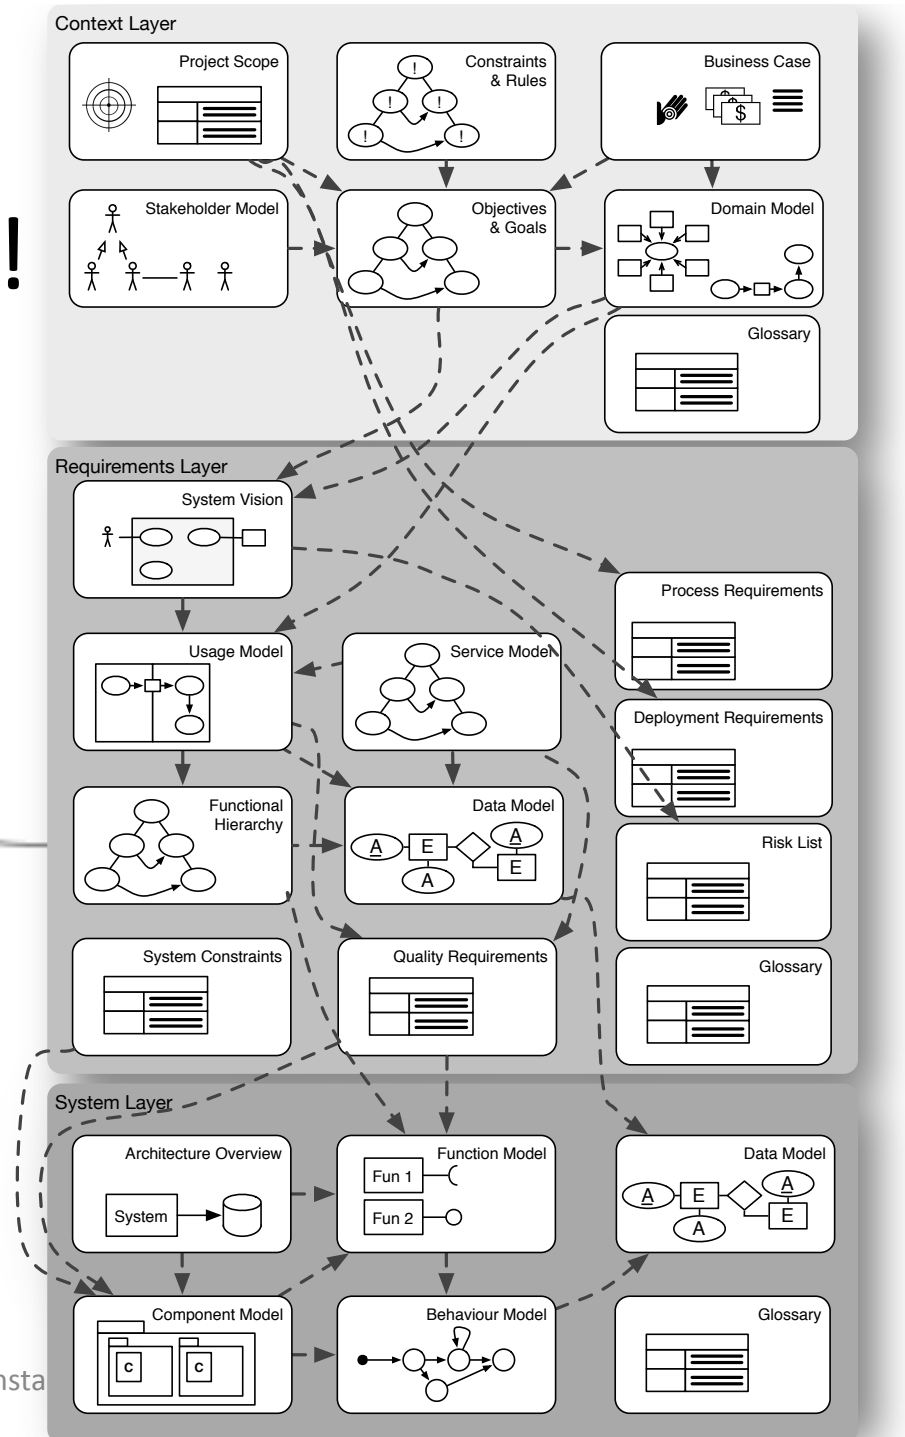 Context Layer
Project Scope
Constraints
& Rules
! ! ! ! !
Business Case
$
Stakeholder Model
Objectives
& Goals
Domain Model
!
Glossary
Requirements Layer
System Vision
Process Requirements
Usage Model
Service Model
Deployment Requirements
Functional
Hierarchy
Data Model
A E A
A E
Risk List
System Constraints
Quality Requirements
Glossary
System Layer
Architecture Overview
System
Function Model
Fun 1
Fun 2
Data Model
A E A
A E
Component Model
C C
Behaviour Model
Glossary
nsta